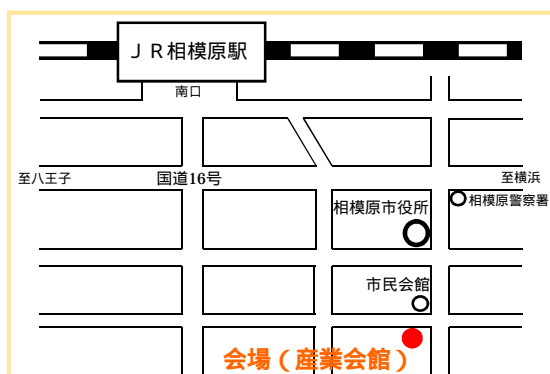 ＪＲ相模原駅
南口
至八王子
国道16号
至横浜
相模原市役所
相模原警察署
市民会館
会場（産業会館）